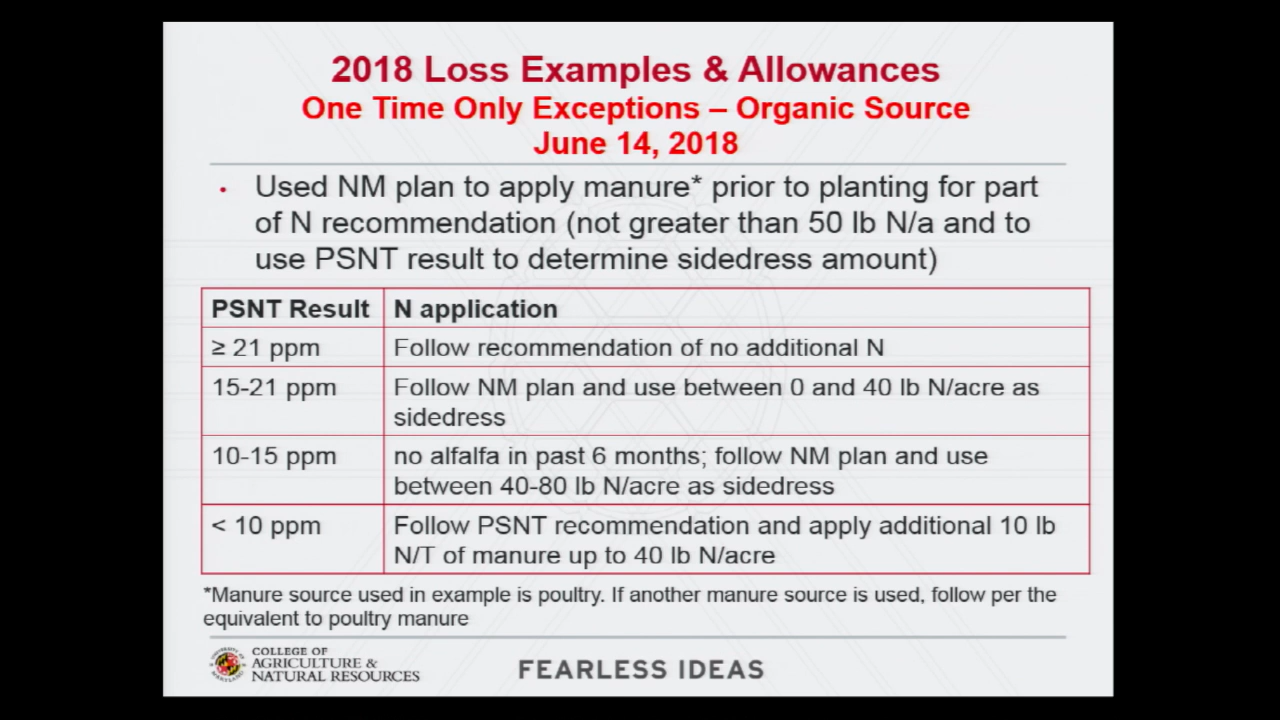 2018 Loss Examples & Allowances
One Time Only Exceptions – Organic Source
June 14, 2018
• Used NM plan to apply manure* prior to planting for part
of N recommendation (not greater than 50 lb N/a and to
use PSNT result to determine sidedress amount)
PSNT Result N application
≥ 21 ppm Follow recommendation of no additional N
15-21 ppm Follow NM plan and use between 0 and 40 lb N/acre as
sidedress
10-15 ppm no alfalfa in past 6 months; follow NM plan and use
between 40-80 lb N/acre as sidedress
< 10 ppm Follow PSNT recommendation and apply additional 10 lb
N/T of manure up to 40 lb N/acre
*Manure source used in example is poultry. If another manure source is used, follow per the
equivalent to poultry manure
COLLEGE OF
AGRICULTURE &
NATURAL RESOURCES
FEARLESS IDEAS